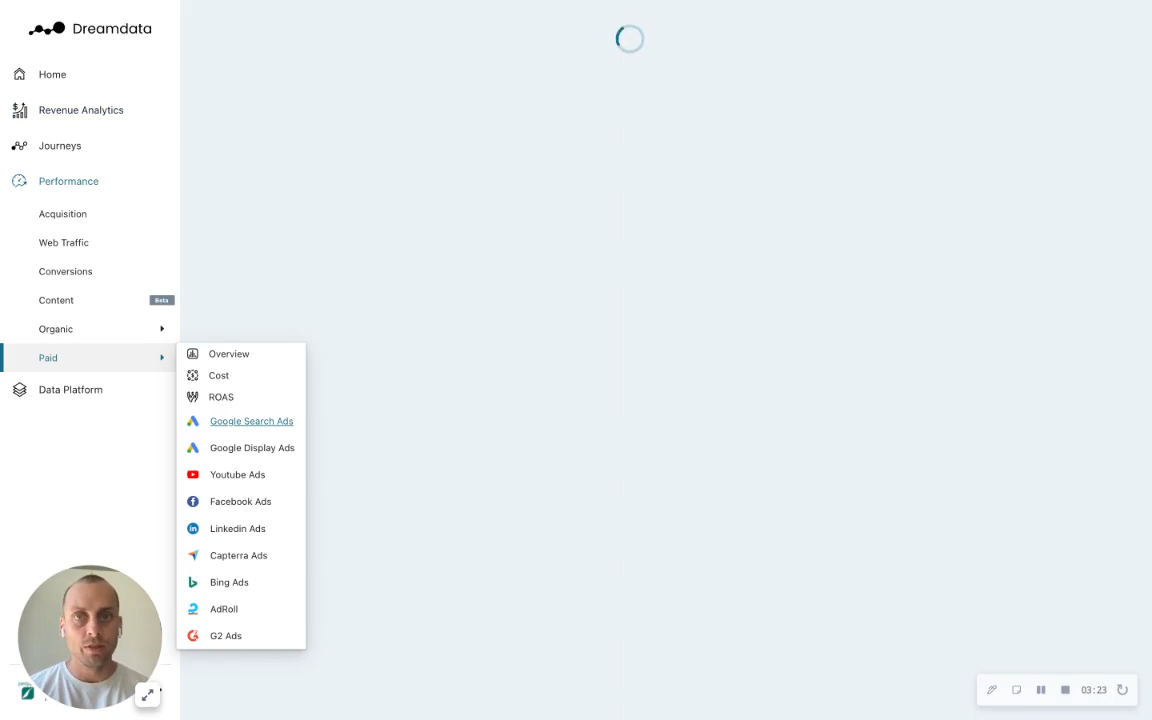 Dreamdata
Home
Revenue Analytics
Journeys
Performance
Acquisition
Web Traffic
Conversions
Content Beta
Organic
Paid
Data Platform
Overview
Cost
ROAS
Google Search Ads
Google Display Ads
Youtube Ads
Facebook Ads
Linkedin Ads
Capterra Ads
Bing Ads
AdRoll
G2 Ads
03:23